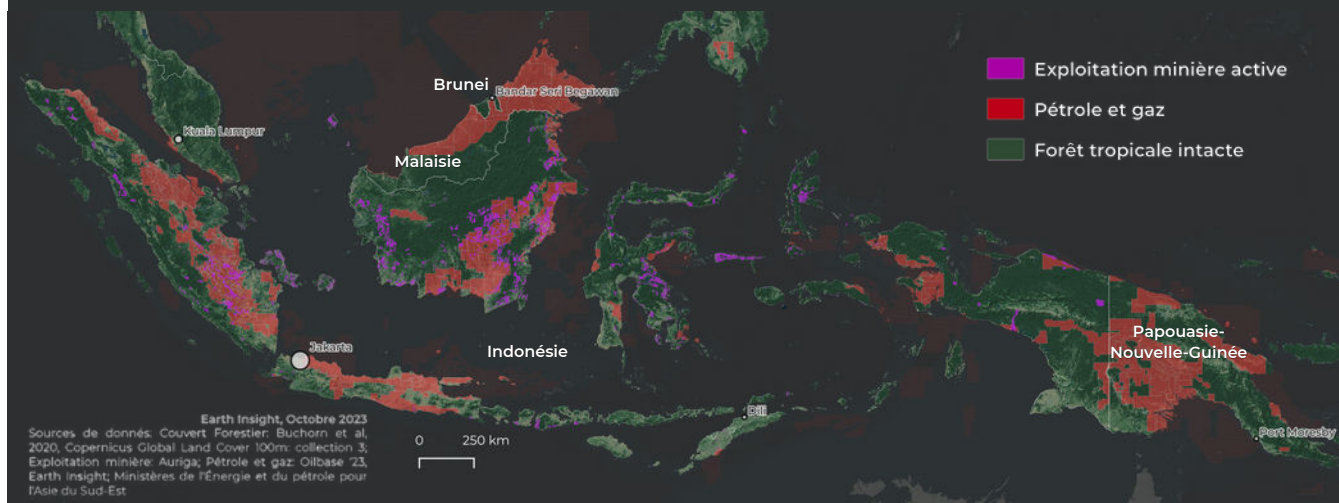 Exploitation minière active
Pétrole et gaz
Forêt tropicale intacte
Brunei
Bandar Seri Begawan
Kuala Lumpur
Malaisie
Indonésie
Papouasie-
Nouvelle-Guinée
Jakarta
Dili
Port Moresby
Earth Insight, Octobre 2023
Sources de donnés: Couvert Forestier: Buchorn et al,
2020, Copernicus Global Land Cover 100m: collection 3;
Exploitation minière: Auriga; Pétrole et gaz: Oilbase '23,
Earth Insight; Ministères de l'Énergie et du pétrole pour
l'Asie du Sud-Est
0 250 km